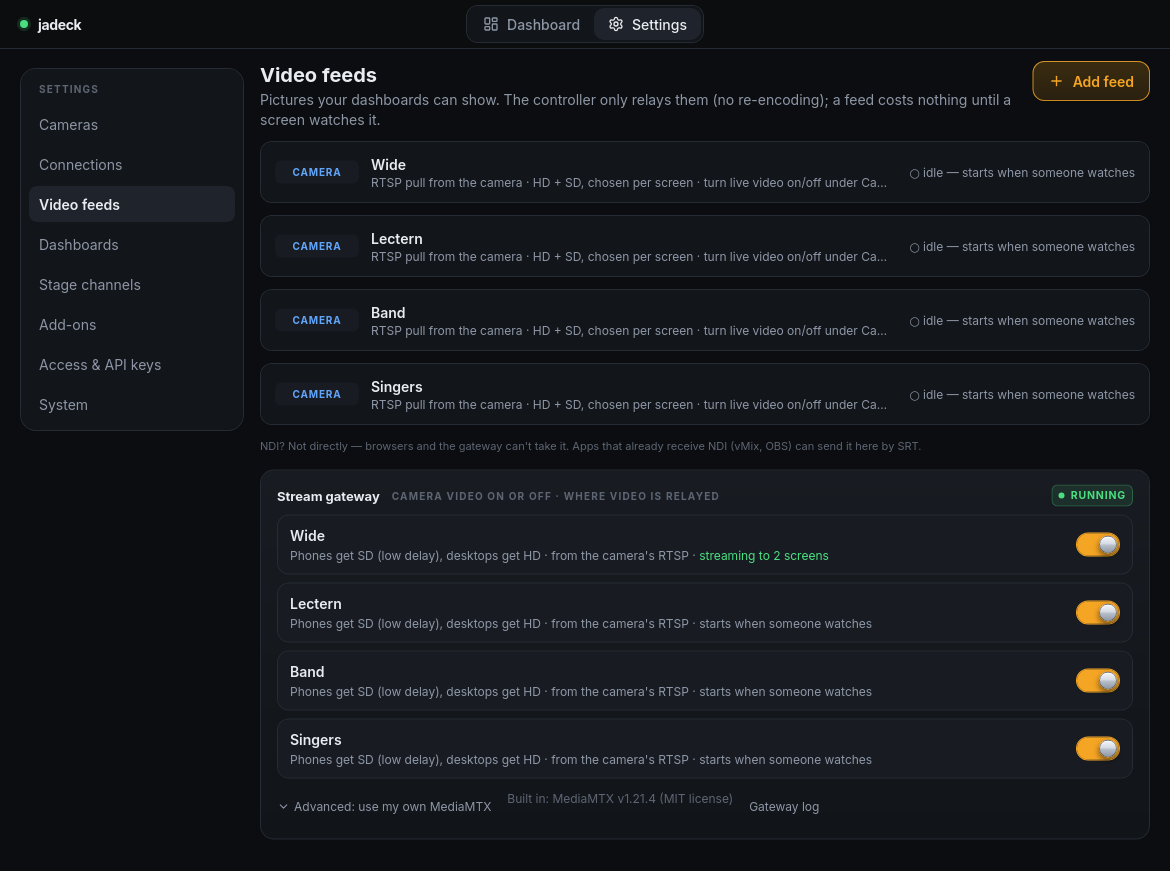 jadeck
Dashboard
Settings
SETTINGS
Cameras
Connections
Video feeds
Dashboards
Stage channels
Add-ons
Access & API keys
System
Video feeds
Pictures your dashboards can show. The controller only relays them (no re-encoding); a feed costs nothing until a
screen watches it.
+ Add feed
CAMERA
Wide
RTSP pull from the camera · HD + SD, chosen per screen · turn live video on/off under Ca...
○ idle — starts when someone watches
CAMERA
Lectern
RTSP pull from the camera · HD + SD, chosen per screen · turn live video on/off under Ca...
○ idle — starts when someone watches
CAMERA
Band
RTSP pull from the camera · HD + SD, chosen per screen · turn live video on/off under Ca...
○ idle — starts when someone watches
CAMERA
Singers
RTSP pull from the camera · HD + SD, chosen per screen · turn live video on/off under Ca...
○ idle — starts when someone watches
NDI? Not directly — browsers and the gateway can't take it. Apps that already receive NDI (vMix, OBS) can send it here by SRT.
Stream gateway CAMERA VIDEO ON OR OFF · WHERE VIDEO IS RELAYED
RUNNING
Wide
Phones get SD (low delay), desktops get HD · from the camera's RTSP · streaming to 2 screens
Lectern
Phones get SD (low delay), desktops get HD · from the camera's RTSP · starts when someone watches
Band
Phones get SD (low delay), desktops get HD · from the camera's RTSP · starts when someone watches
Singers
Phones get SD (low delay), desktops get HD · from the camera's RTSP · starts when someone watches
Advanced: use my own MediaMTX
Built in: MediaMTX v1.21.4 (MIT license)
Gateway log